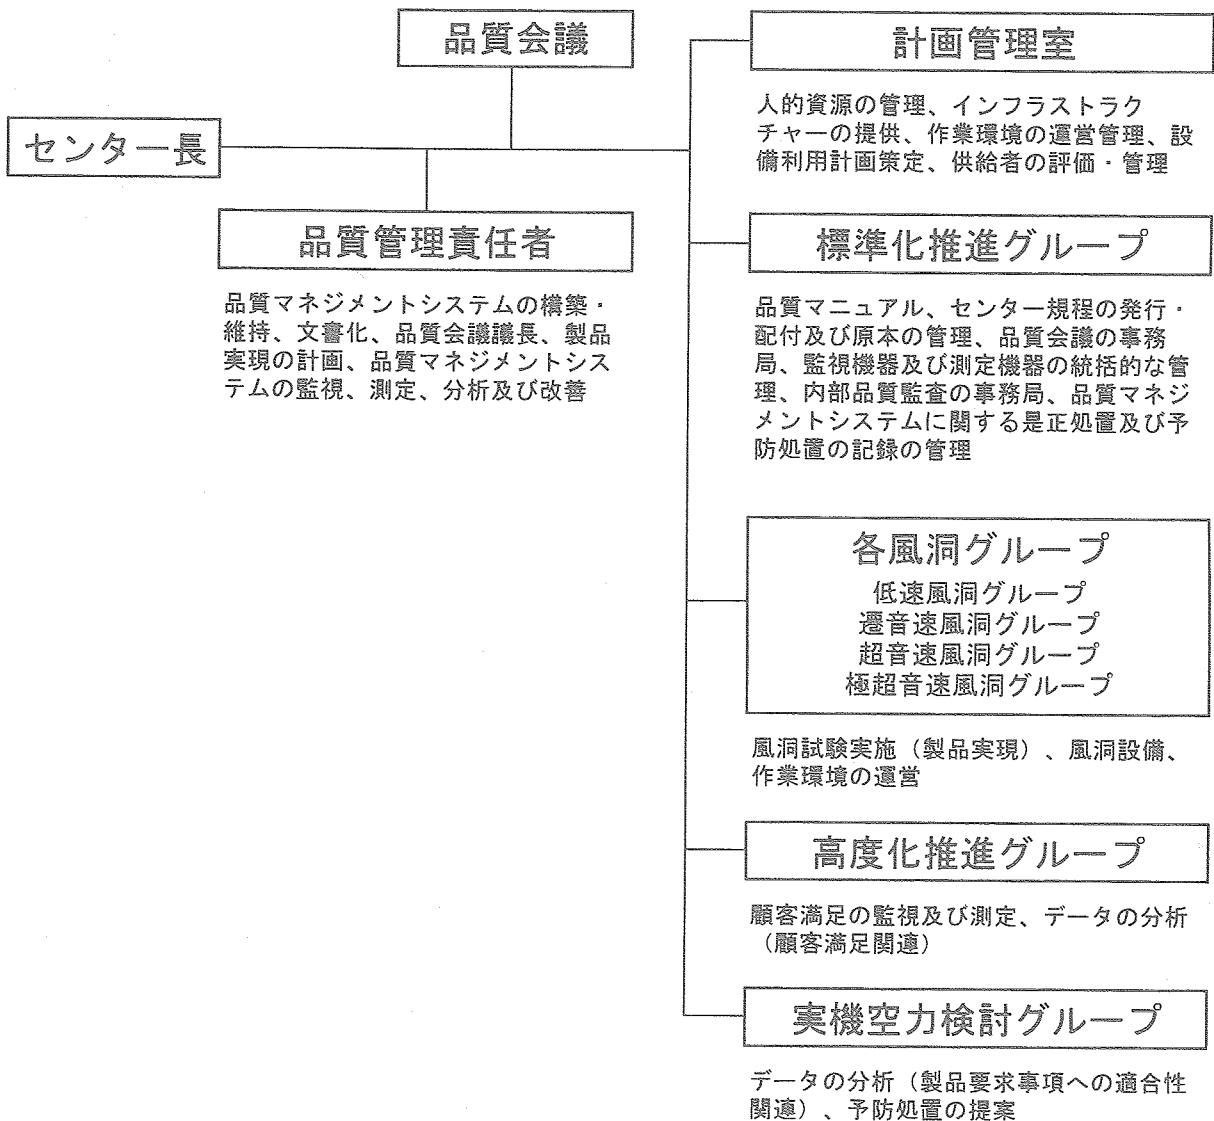 品質会議
センター長
品質管理責任者
品質マネジメントシステムの構築・
維持、文書化、品質会議議長、製品
実現の計画、品質マネジメントシス
テムの監視、測定、分析及び改善
計画管理室
人的資源の管理、インフラストラク
チャーの提供、作業環境の運営管理、設
備利用計画策定、供給者の評価・管理
標準化推進グループ
品質マニュアル、センター規程の発行・
配付及び原本の管理、品質会議の事務
局、監視機器及び測定機器の統括的な管
理、内部品質監査の事務局、品質マネジ
メントシステムに関する是正処置及び予
防処置の記録の管理
各風洞グループ
低速風洞グループ
遷音速風洞グループ
超音速風洞グループ
極超音速風洞グループ
風洞試験実施（製品実現）、風洞設備、
作業環境の運営
高度化推進グループ
顧客満足の監視及び測定、データの分析
（顧客満足関連）
実機空力検討グループ
データの分析（製品要求事項への適合性
関連）、予防処置の提案